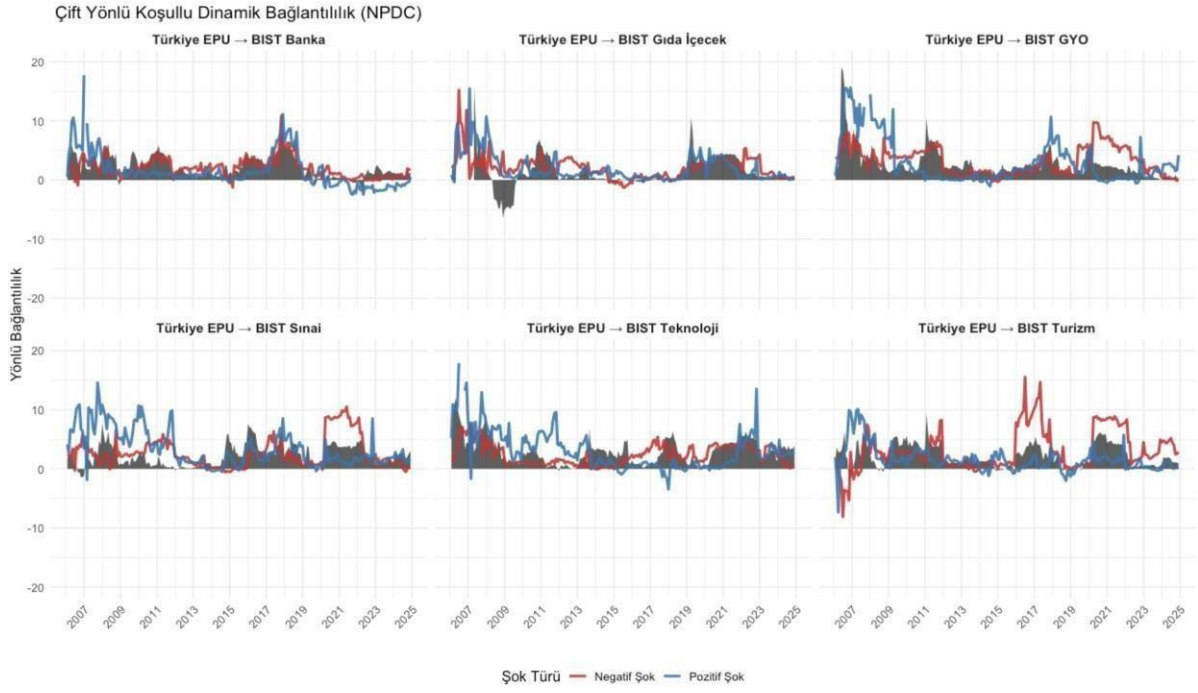 Çift Yönlü Koşullu Dinamik Bağlantılılık (NPDC)
Türkiye EPU → BIST Banka
Türkiye EPU → BIST Gıda İçecek
Türkiye EPU → BIST GYO
20
10
0
-10
-20
Yönlü Bağlantılılık
Türkiye EPU → BIST Sınai
Türkiye EPU → BIST Teknoloji
Türkiye EPU → BIST Turizm
20
10
0
-10
-20
2007 2009 2011 2013 2015 2017 2019 2021 2023 2025
2007 2009 2011 2013 2015 2017 2019 2021 2023 2025
2007 2009 2011 2013 2015 2017 2019 2021 2023 2025
Şok Türü Negatif Şok Pozitif Şok